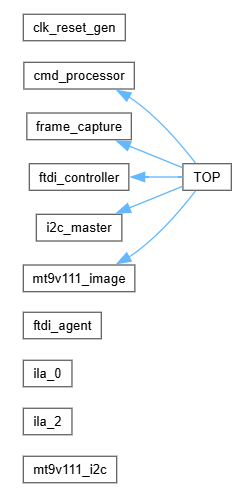 clk_reset_gen
cmd_processor
frame_capture
ftdi_controller
TOP
i2c_master
mt9v111_image
ftdi_agent
ila_0
ila_2
mt9v111_i2c